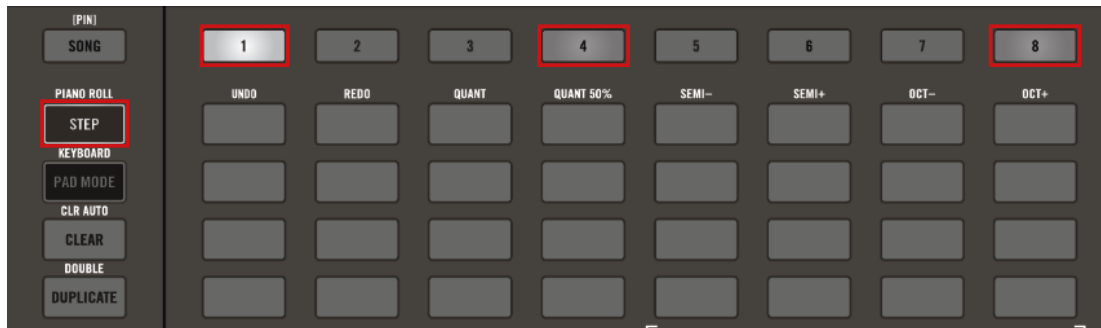 [PIN]
SONG 1 2 3 4 5 6 7 8
PIANO ROLL UNDO REDO QUANT QUANT 50% SEMI– SEMI+ OCT– OCT+
STEP
KEYBOARD
PAD MODE
CLR AUTO
CLEAR
DOUBLE
DUPLICATE